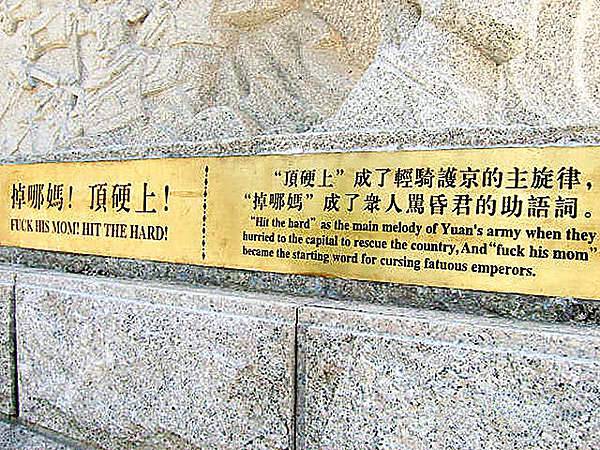 掉哪媽！頂硬上！
FUCK HIS MOM! HIT THE HARD!
“頂硬上”成了輕騎護京的主旋律，
“掉哪媽”成了衆人罵昏君的助語詞。
"Hit the hard" as the main melody of Yuan's army when they
hurried to the capital to rescue the country, And "fuck his mom"
became the starting word for cursing fatuous emperors.